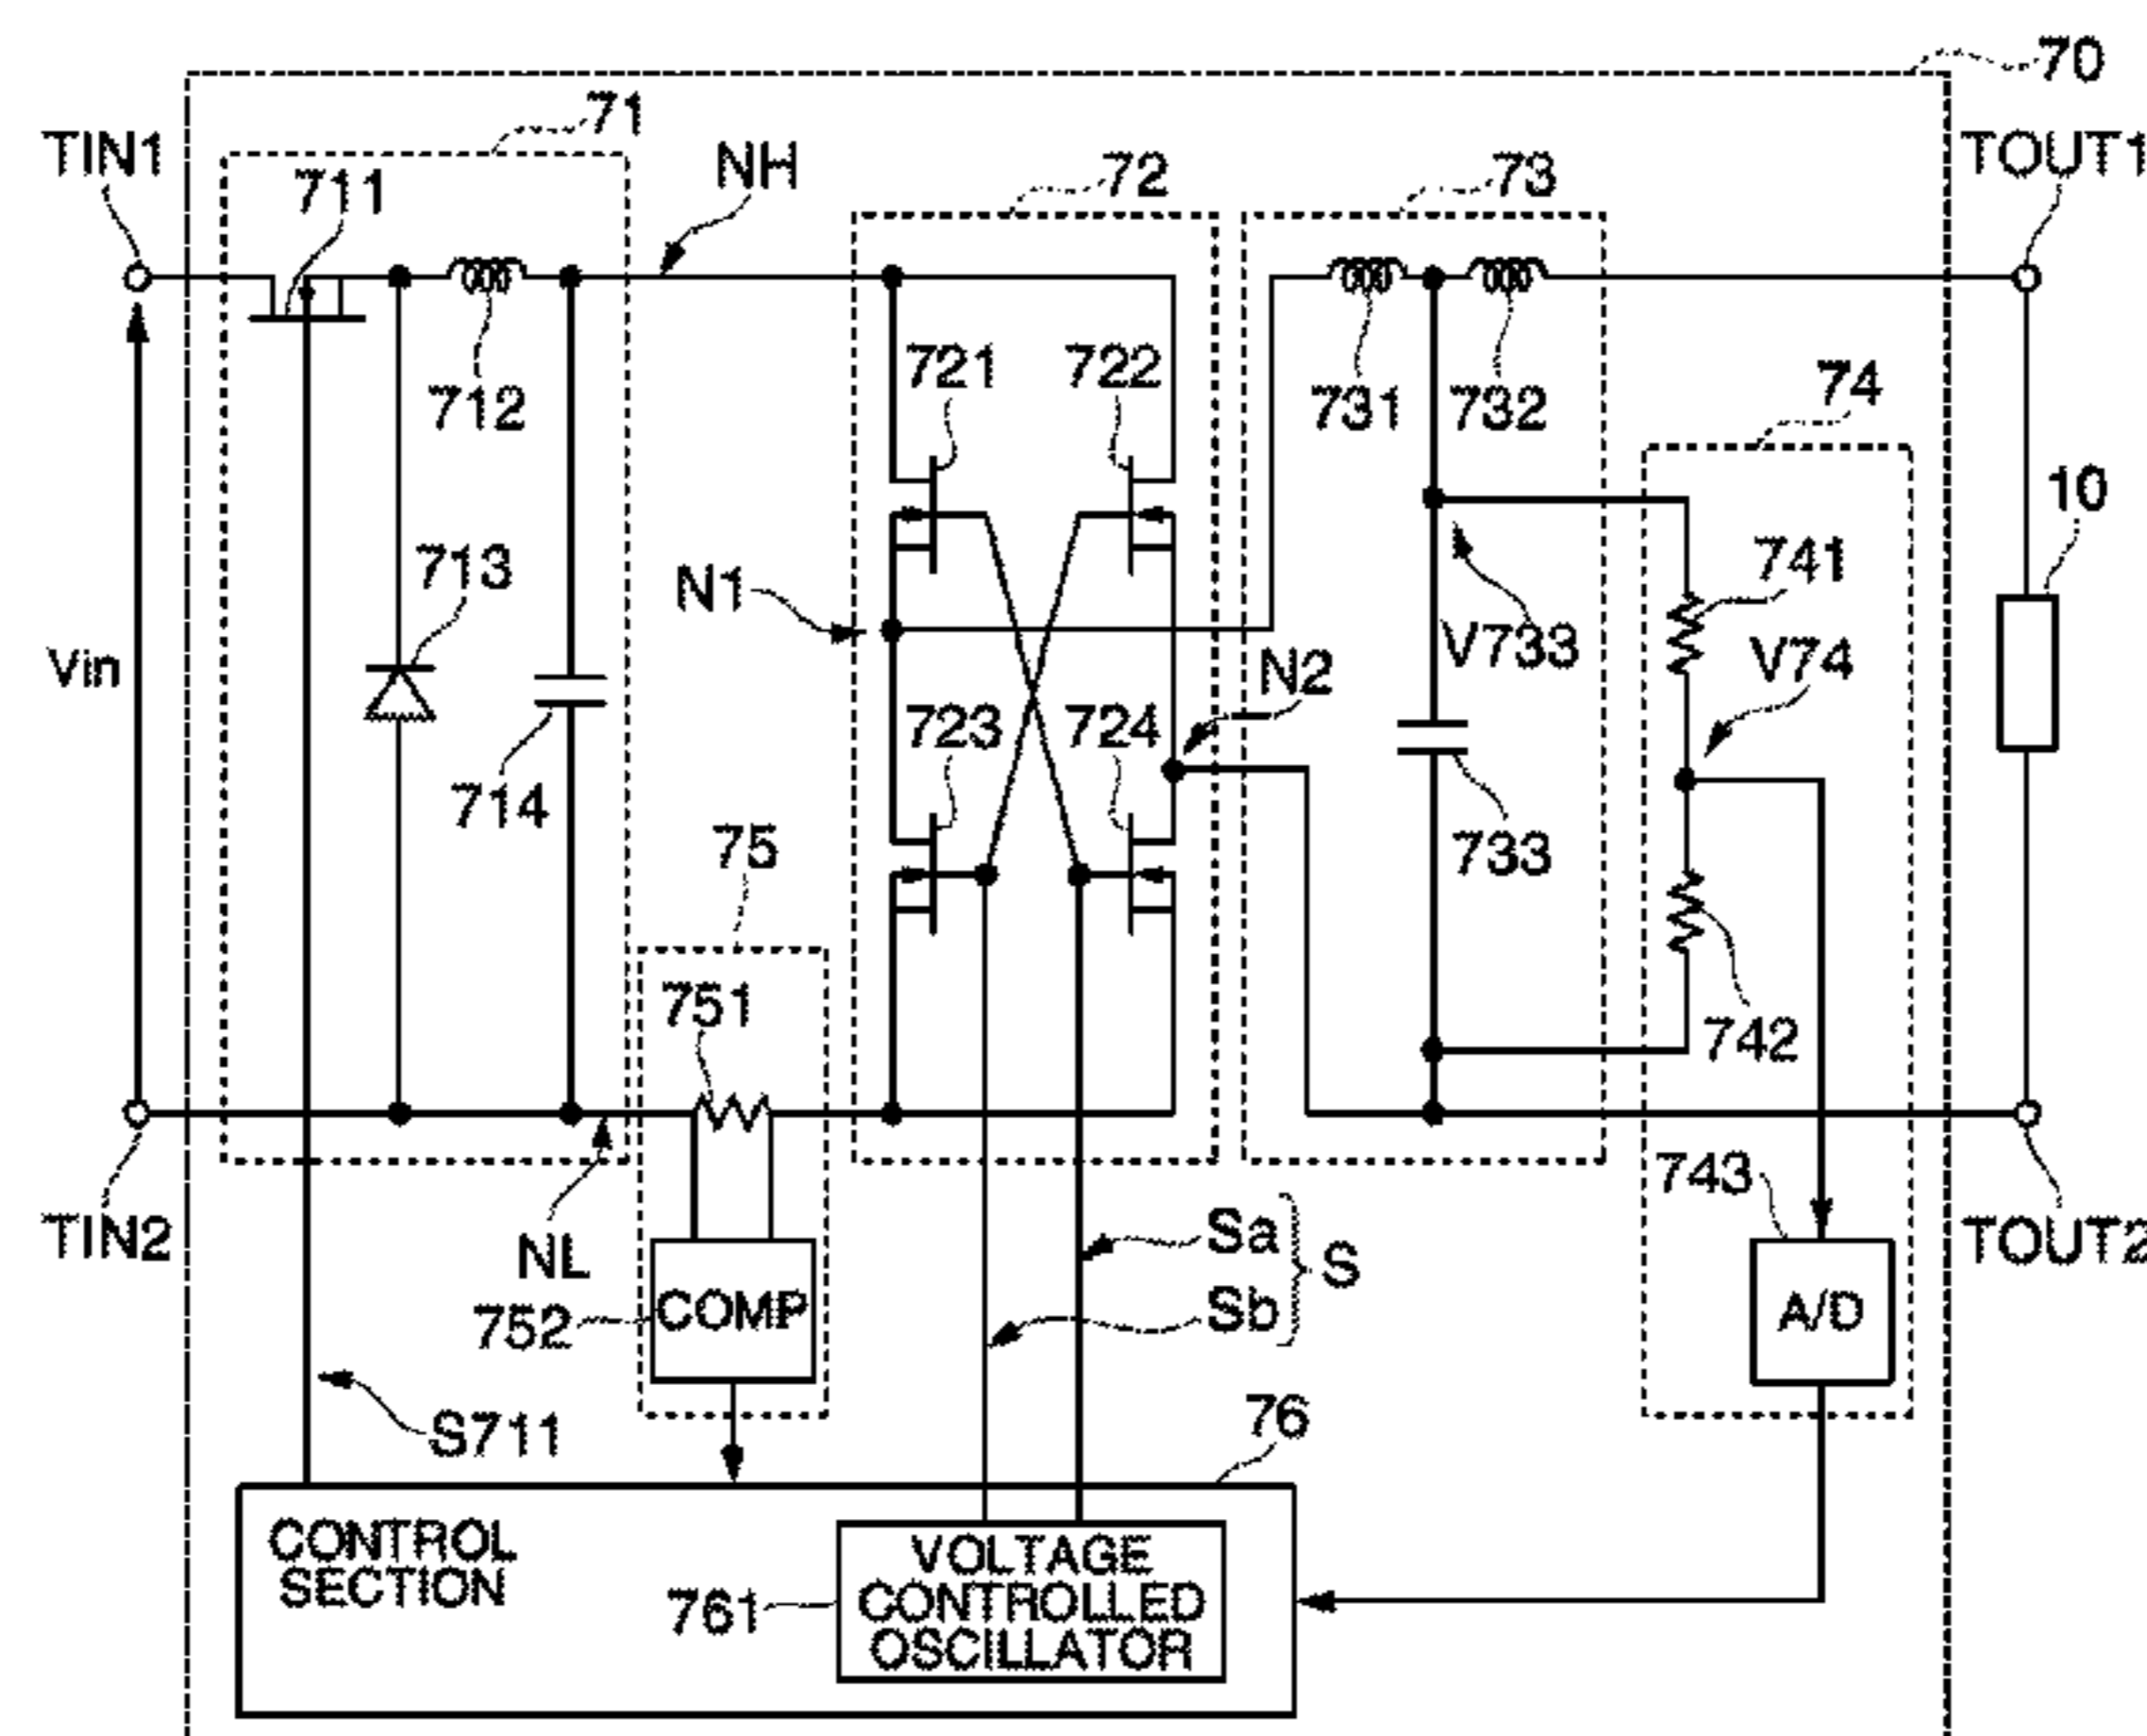 70
71
TIN1
NH
TOUT1
711
72
73
721
722
712
731
732
74
10
713
741
N1
V733
Vin
N2
V74
723
724
714
75
733
751
742
743
TIN2
Sa
S
TOUT2
NL
Sb
752
COMP
A/D
S711
76
CONTROL
SECTION
VOLTAGE
CONTROLLED
OSCILLATOR
761